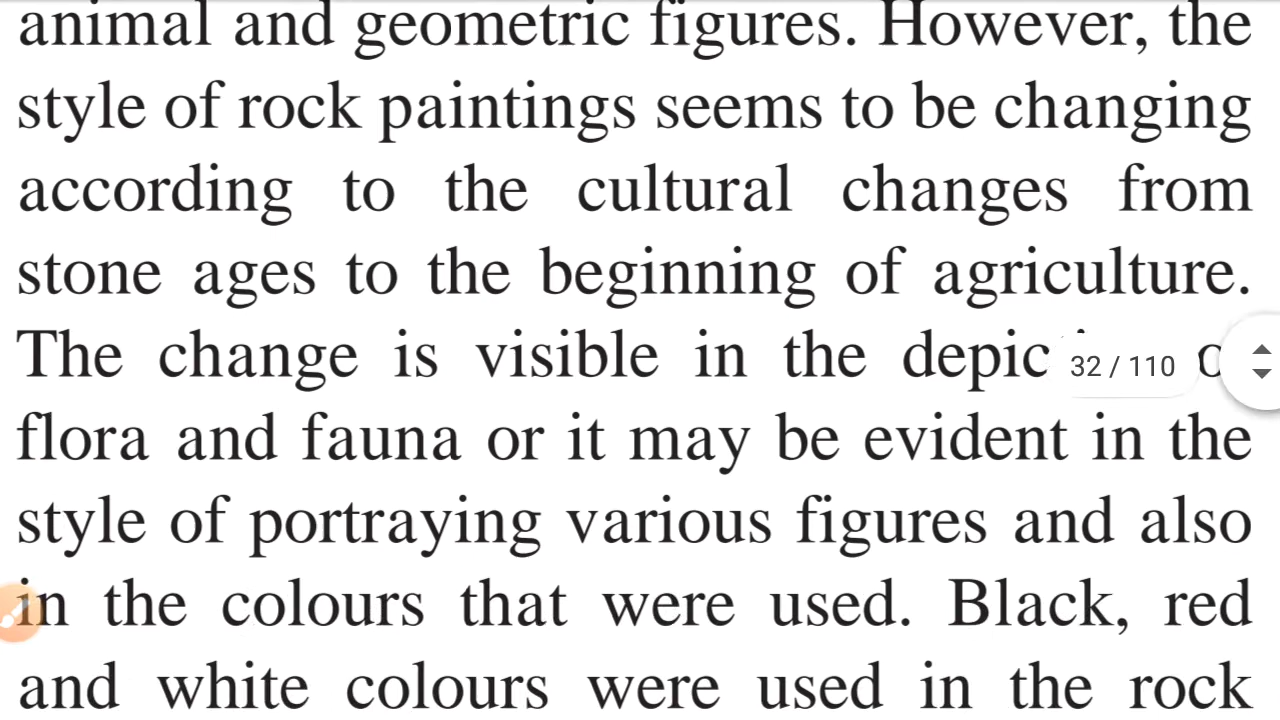 animal and geometric figures. However, the
style of rock paintings seems to be changing
according to the cultural changes from
stone ages to the beginning of agriculture.
The change is visible in the
32 / 110
flora and fauna or it may be evident in the
style of portraying various figures and also
in the colours that were used. Black, red
and white colours were used in the rock